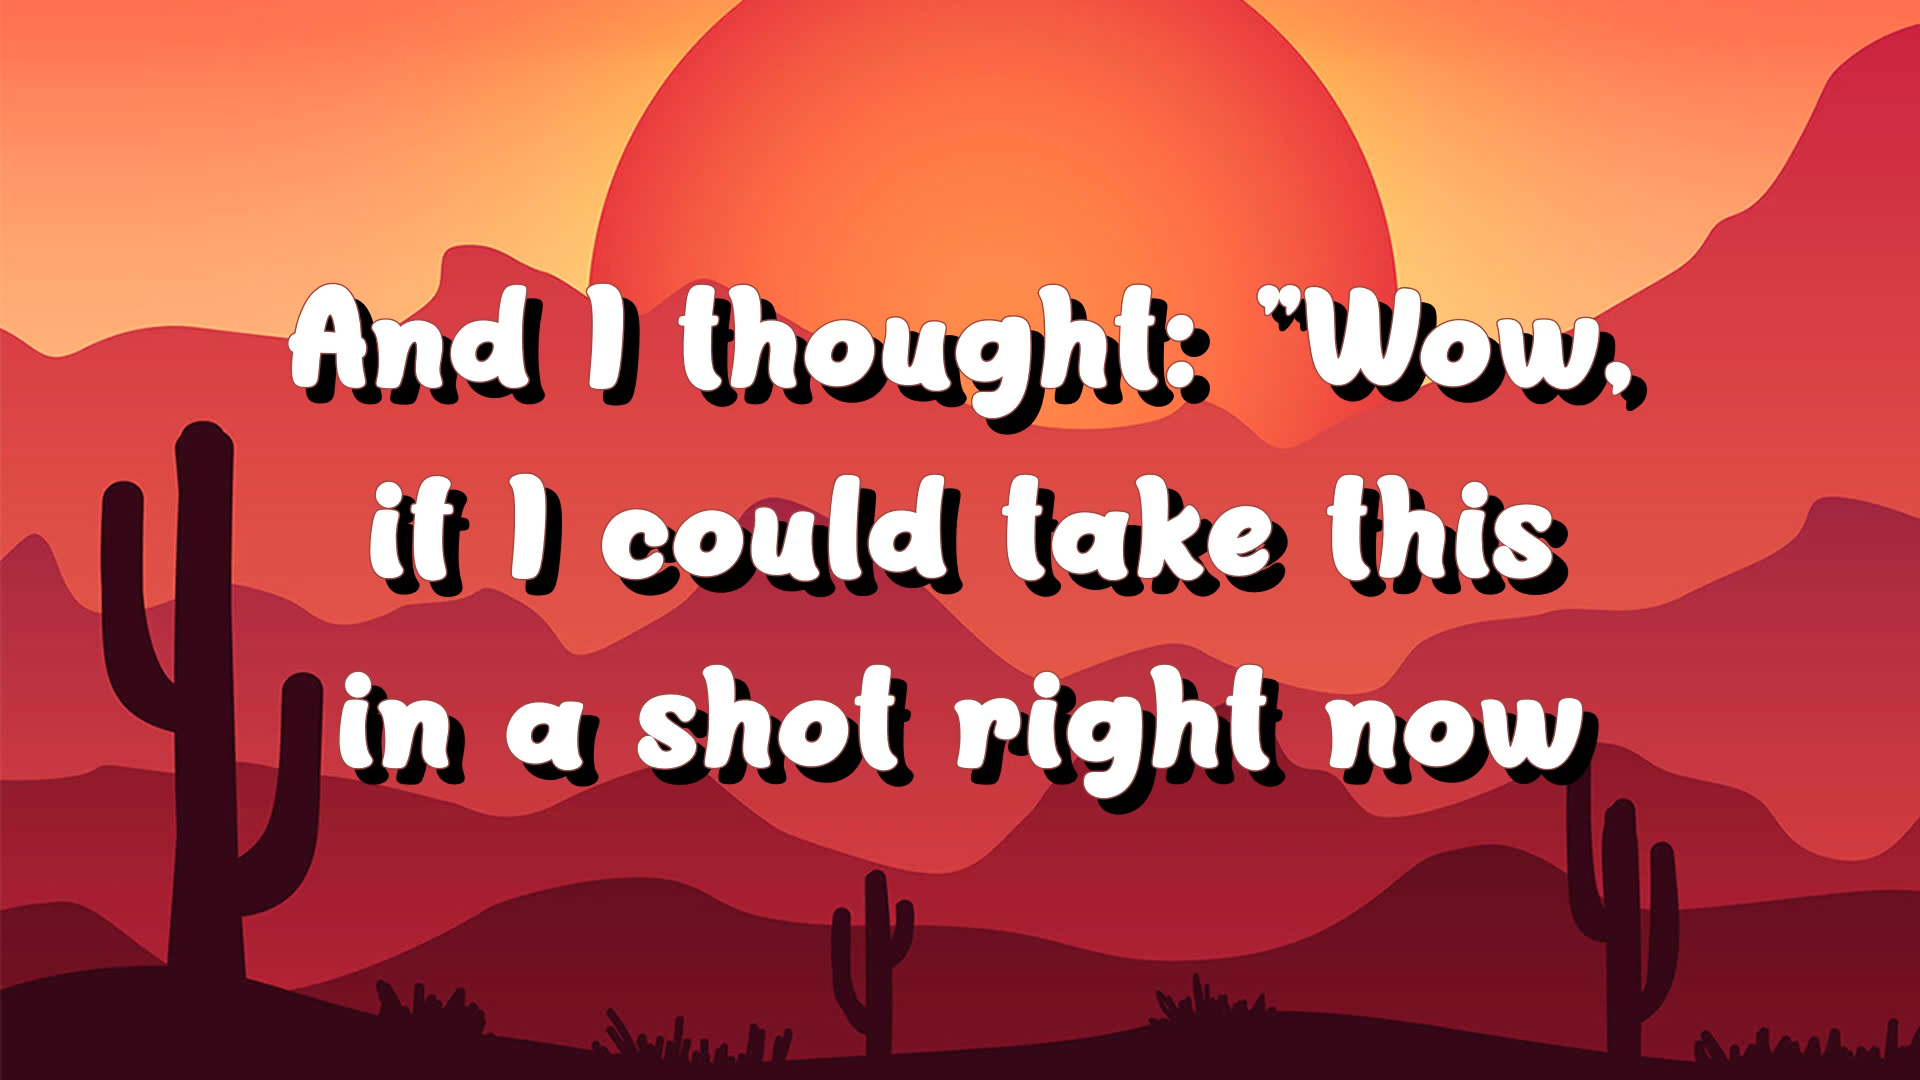 And I thought: "Wow,
if I could take this
in a shot right now